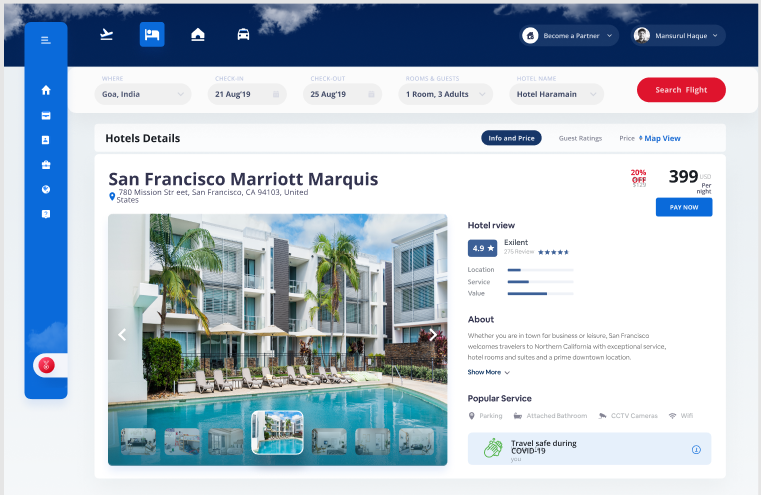 Become a Partner
Mansurul Haque
WHERE
CHECK-IN
CHECK-OUT
ROOMS & GUESTS
HOTEL NAME
Goa, India
21 Aug'19
25 Aug'19
1 Room, 3 Adults
Hotel Haramain
Search Flight
Hotels Details
Info and Price
Guest Ratings
Price
Map View
San Francisco Marriott Marquis
780 Mission Str eet, San Francisco, CA 94103, United
States
20%
OFF
$129
399 USD
Per
night
PAY NOW
Hotel rview
4.9
Exilent
275 Review
Location
Service
Value
About
Whether you are in town for business or leisure, San Francisco
welcomes travelers to Northern California with exceptional service,
hotel rooms and suites and a prime downtown location.
Show More
Popular Service
Parking
Attached Bathroom
CCTV Cameras
Wifi
Travel safe during
COVID-19
you